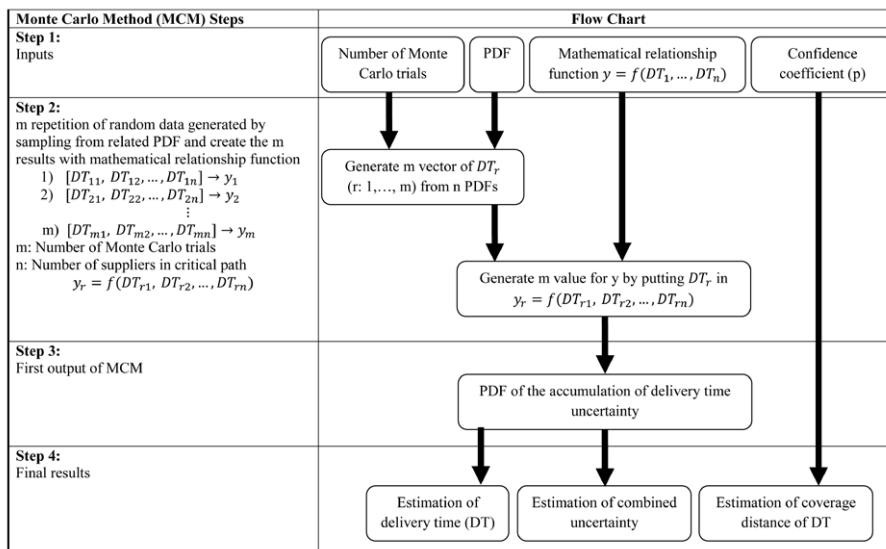 Monte Carlo Method (MCM) Steps
Flow Chart
Step 1:
Inputs
Number of Monte
Carlo trials
PDF
Mathematical relationship
function y = f(DT₁, … , DTₙ)
Confidence
coefficient (p)
Step 2:
m repetition of random data generated by
sampling from related PDF and create the m
results with mathematical relationship function
1) [DT₁₁, DT₁₂, … , DT₁ₙ] → y₁
2) [DT₂₁, DT₂₂, … , DT₂ₙ] → y₂
⋮
m) [DTₘ₁, DTₘ₂, … , DTₘₙ] → yₘ
m: Number of Monte Carlo trials
n: Number of suppliers in critical path
yᵣ = f(DTᵣ₁, DTᵣ₂, … , DTᵣₙ)
Generate m vector of DTᵣ
(r: 1,…, m) from n PDFs
Generate m value for y by putting DTᵣ in
yᵣ = f(DTᵣ₁, DTᵣ₂, … , DTᵣₙ)
Step 3:
First output of MCM
PDF of the accumulation of delivery time
uncertainty
Step 4:
Final results
Estimation of
delivery time (DT)
Estimation of combined
uncertainty
Estimation of coverage
distance of DT